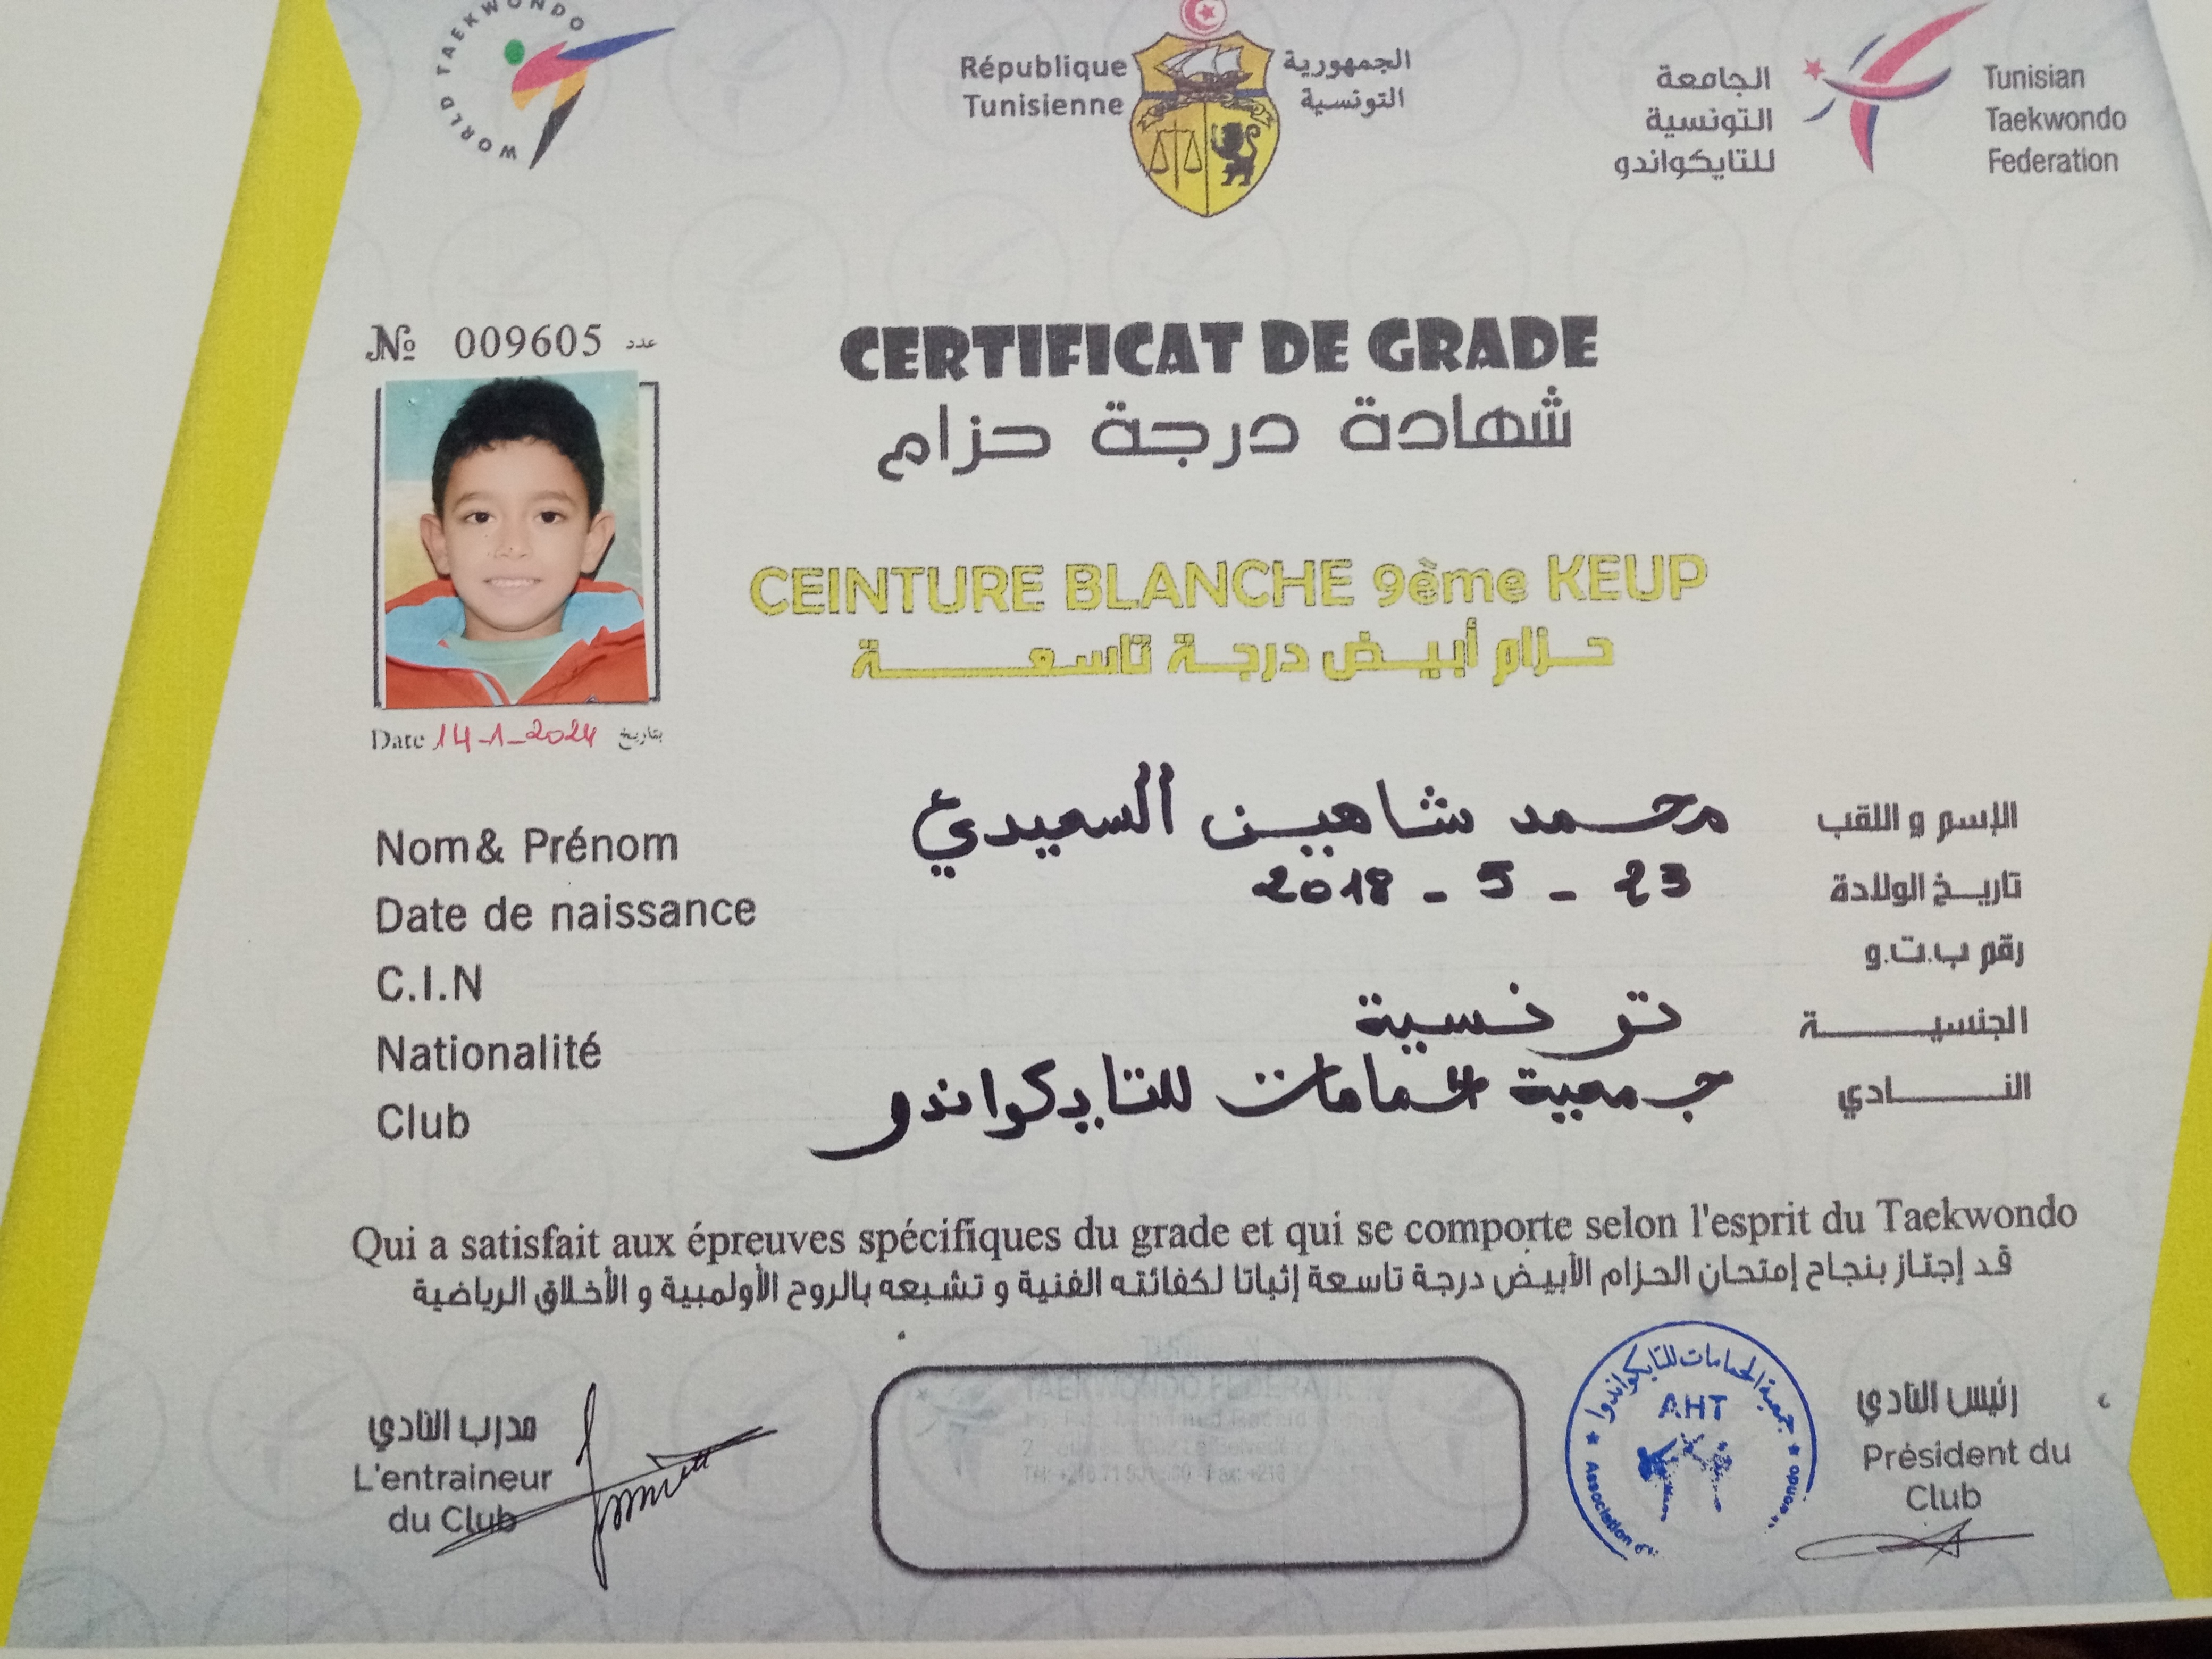 WORLD TAEKWONDO
République
Tunisienne
الجمهورية
التونسية
الجامعة
التونسية
للتايكواندو
Tunisian
Taekwondo
Federation
№ 009605 عدد
CERTIFICAT DE GRADE
شهادة درجة حزام
CEINTURE BLANCHE 9ème KEUP
حزام أبيض درجة تاسعة
Date 14-1-2024 بتاريخ
Nom& Prénom محمد شاهين السعيدي الإسم و اللقب
Date de naissance 2018 - 5 - 23 تاريخ الولادة
C.I.N رقم ب.ت.و
Nationalité تونسية الجنسية
Club جمعية الحمامات للتايكواندو النادي
Qui a satisfait aux épreuves spécifiques du grade et qui se comporte selon l'esprit du Taekwondo
قد إجتاز بنجاح إمتحان الحزام الأبيض درجة تاسعة إثباتا لكفائته الفنية و تشبعه بالروح الأولمبية و الأخلاق الرياضية
مدرب النادي
L'entraineur
du Club
TAEKWONDO FEDERATION
جمعية الحمامات للتايكواندوا
AHT
Association
رئيس النادي
Président du
Club